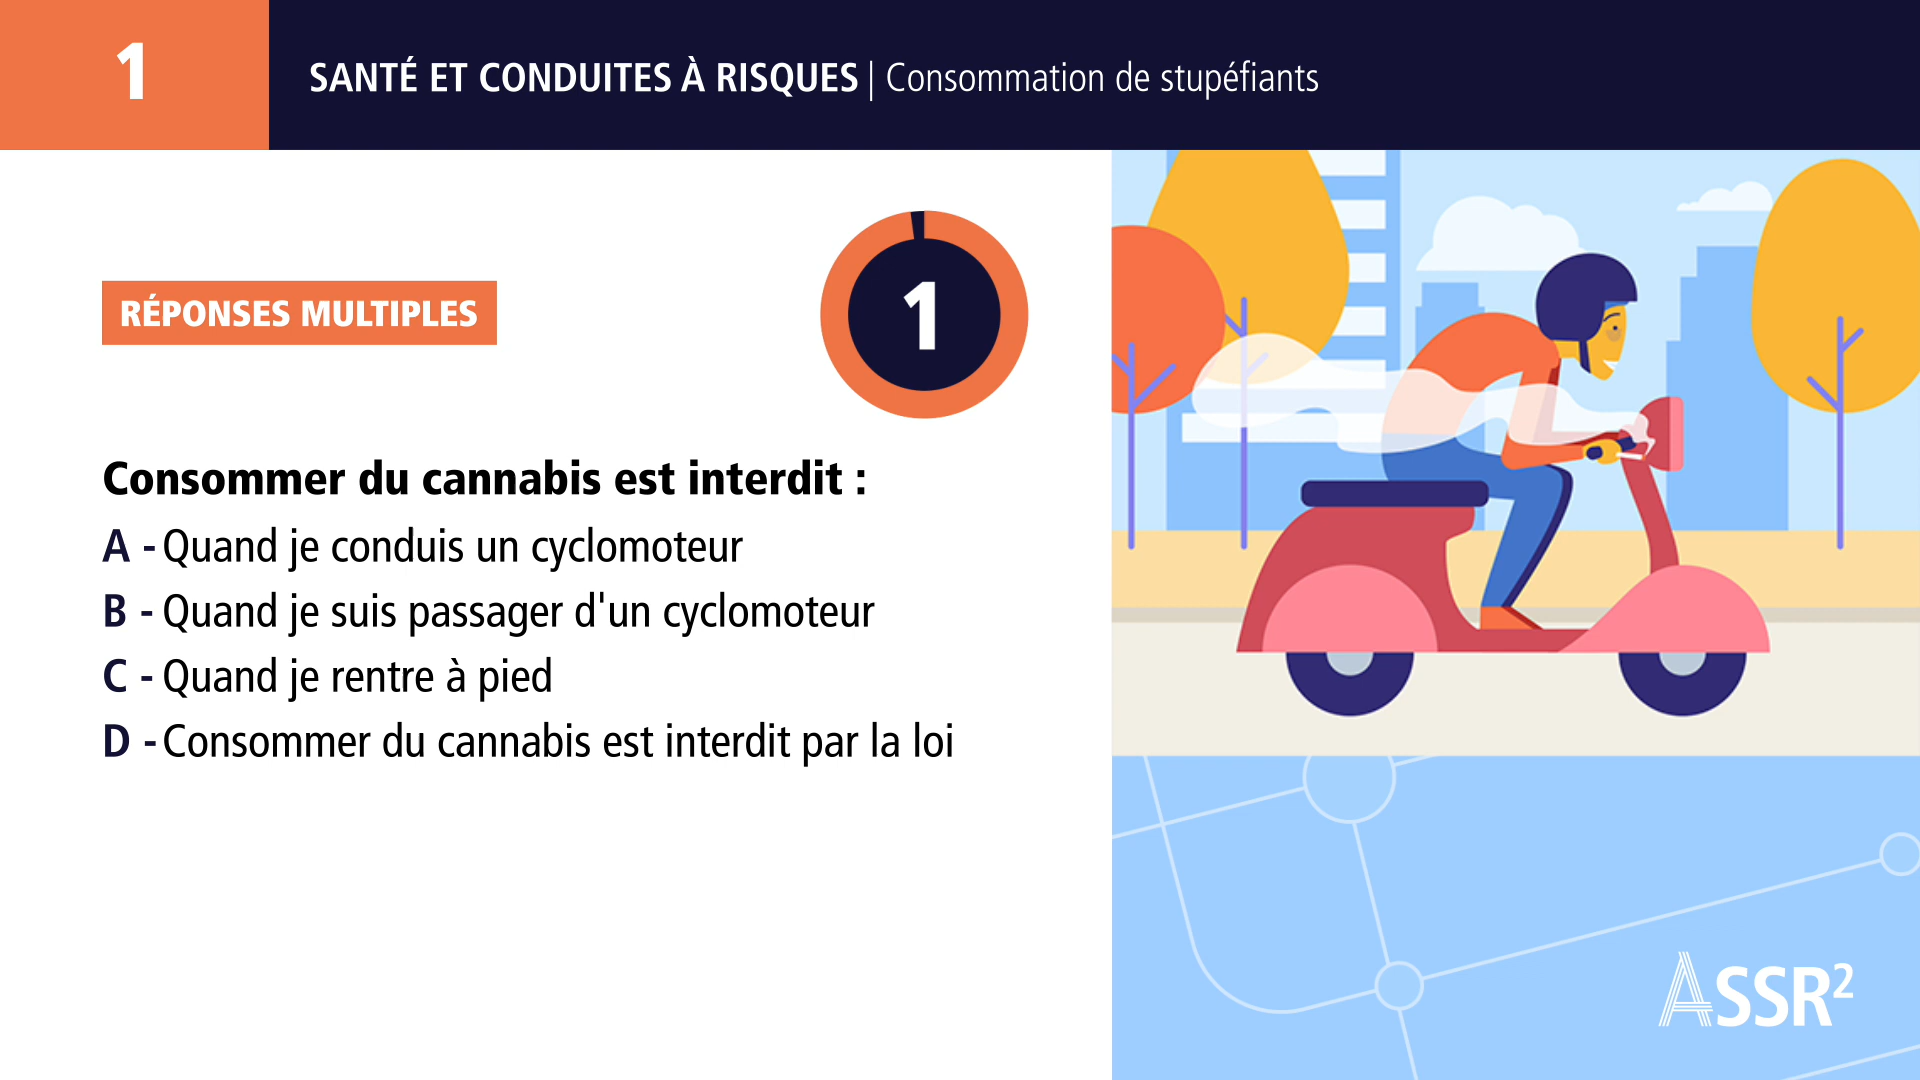 1
SANTÉ ET CONDUITES À RISQUES | Consommation de stupéfiants
RÉPONSES MULTIPLES
1
Consommer du cannabis est interdit :
A - Quand je conduis un cyclomoteur
B - Quand je suis passager d'un cyclomoteur
C - Quand je rentre à pied
D - Consommer du cannabis est interdit par la loi
ASSR²